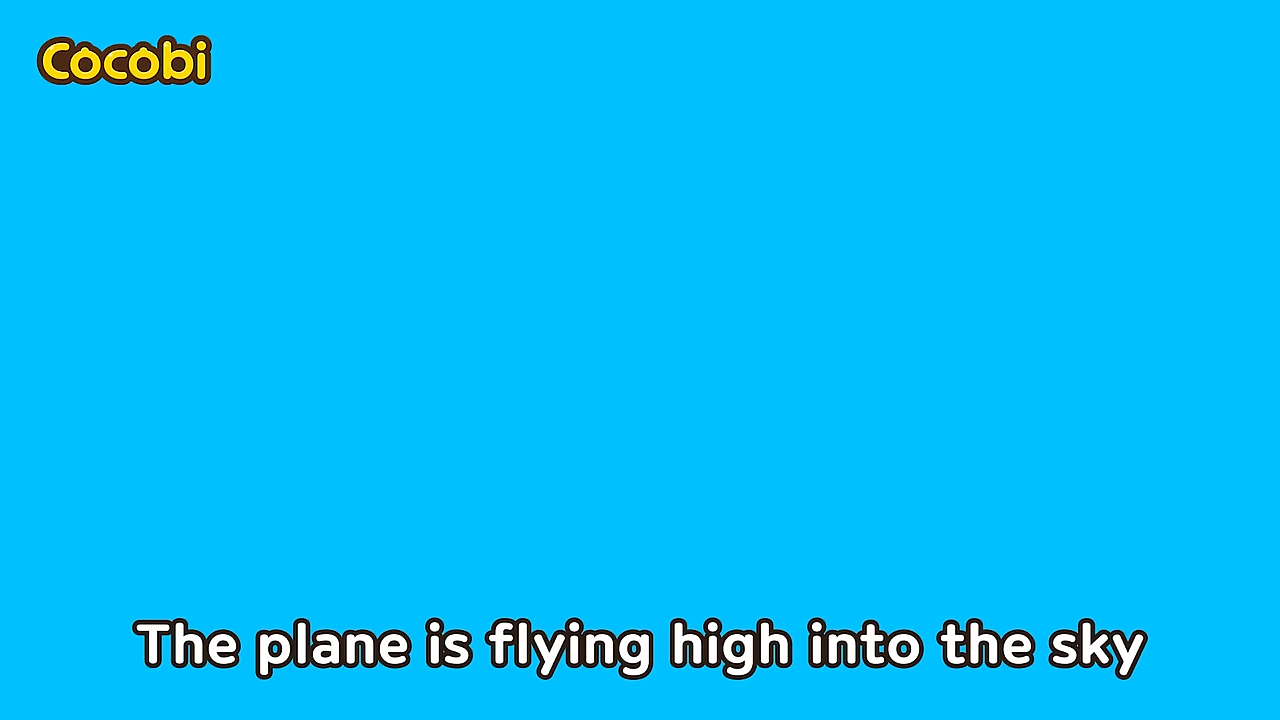 Cocobi
The plane is flying high into the sky